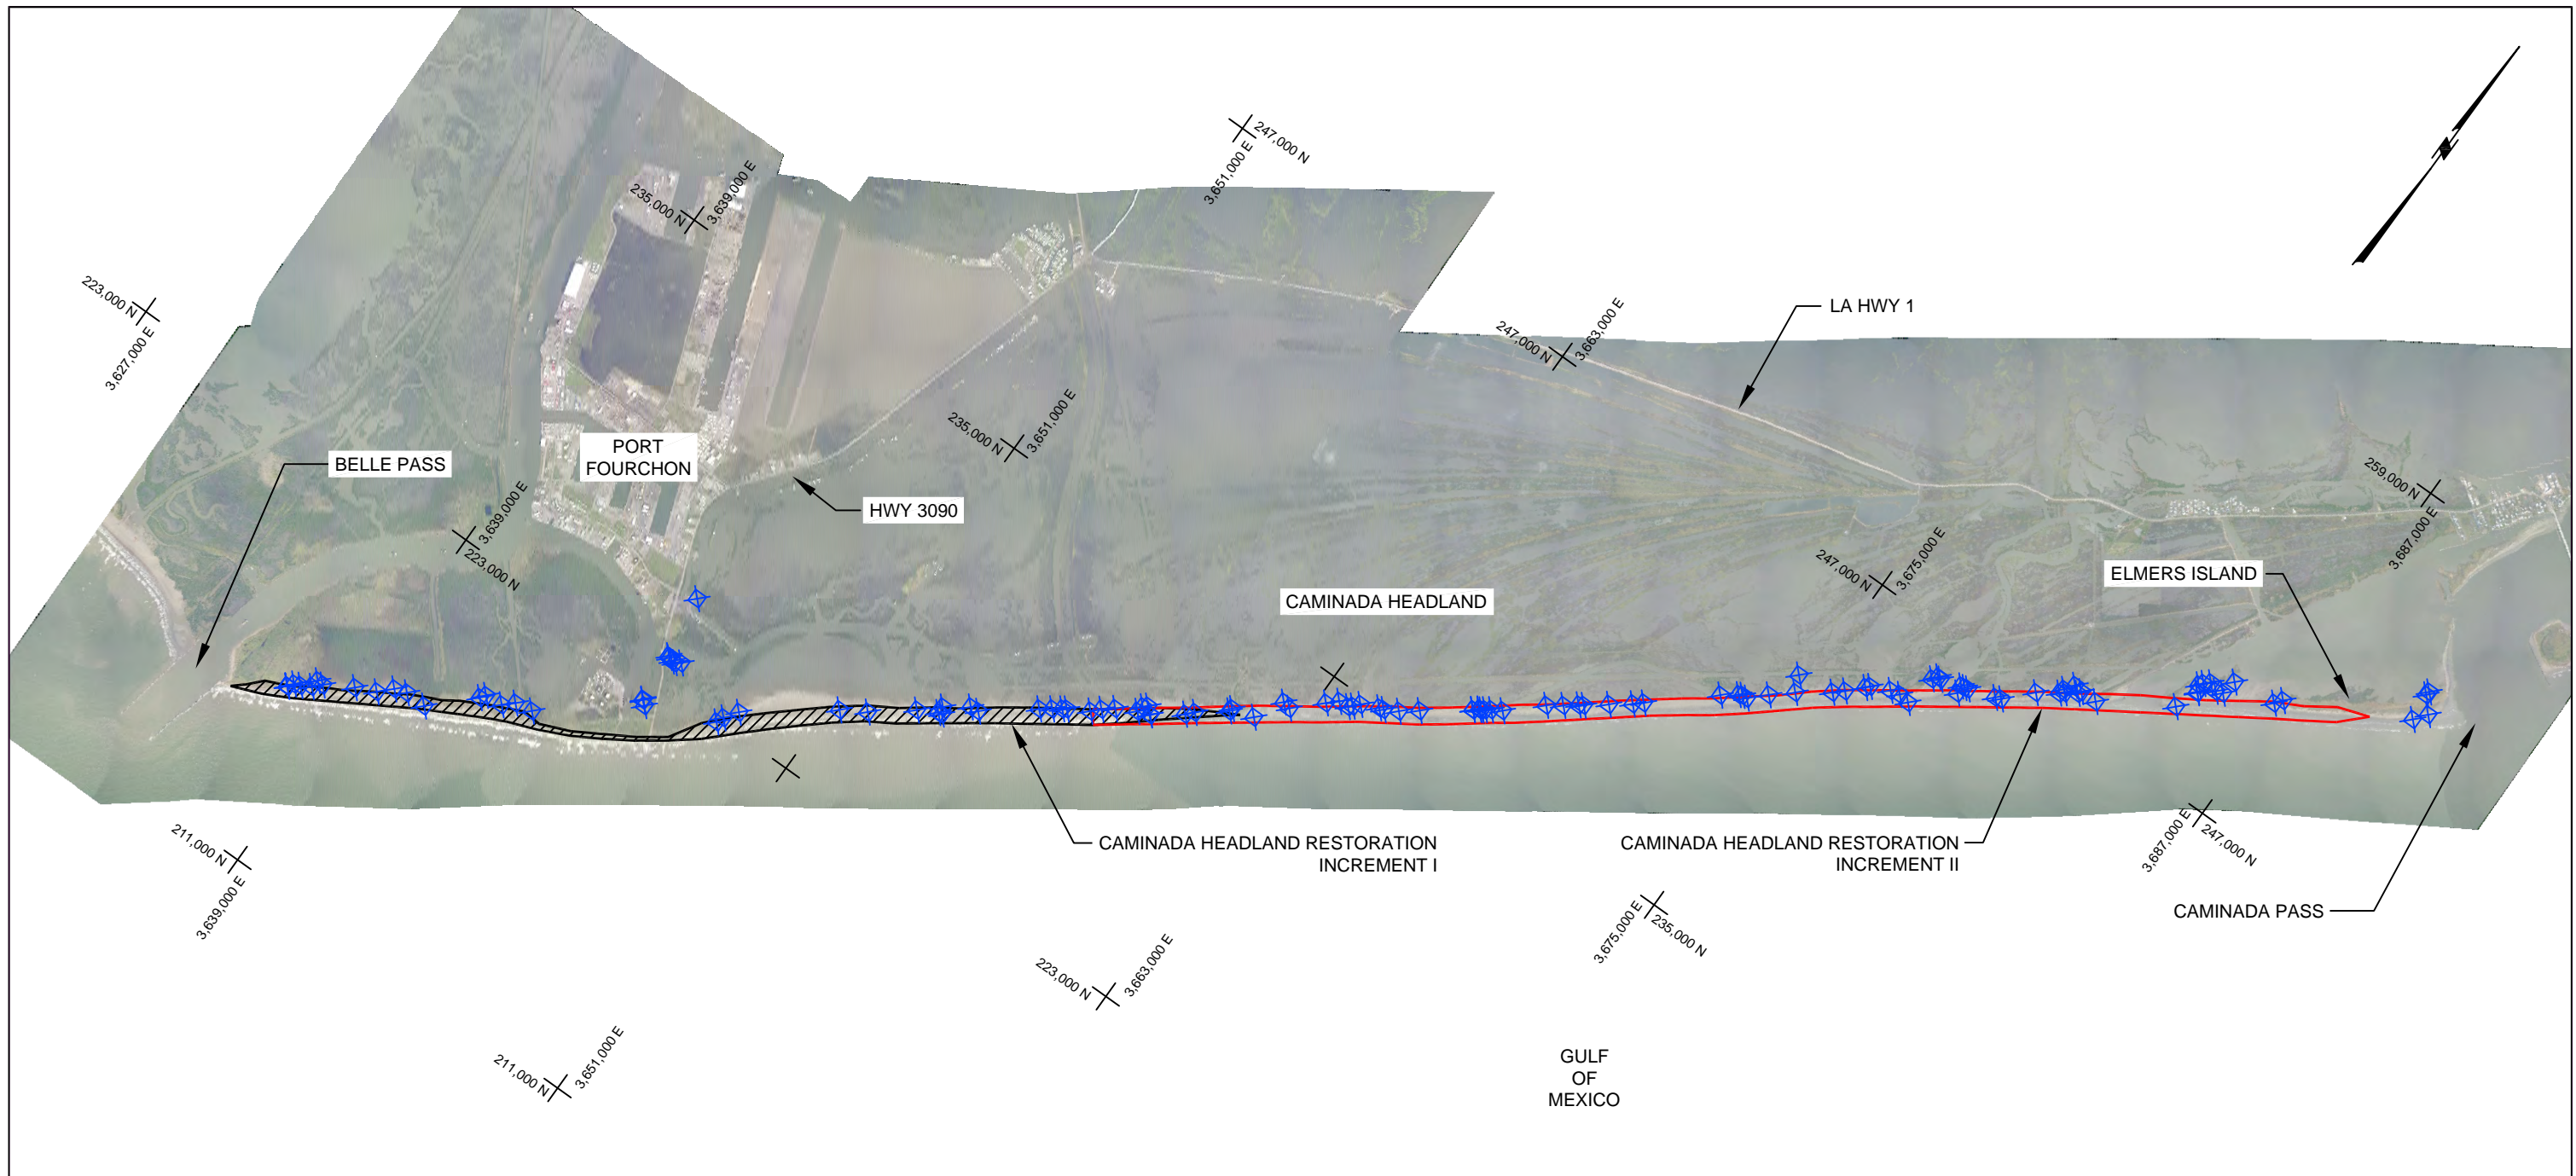 247,000 N
3,651,000 E
235,000 N
3,639,000 E
223,000 N
3,627,000 E
LA HWY 1
247,000 N
3,663,000 E
235,000 N
3,651,000 E
PORT
FOURCHON
BELLE PASS
HWY 3090
3,639,000 E
223,000 N
259,000 N
3,687,000 E
247,000 N
3,675,000 E
ELMERS ISLAND
CAMINADA HEADLAND
CAMINADA HEADLAND RESTORATION
INCREMENT I
CAMINADA HEADLAND RESTORATION
INCREMENT II
3,687,000 E
247,000 N
211,000 N
3,639,000 E
CAMINADA PASS
3,675,000 E
235,000 N
223,000 N
3,663,000 E
211,000 N
3,651,000 E
GULF
OF
MEXICO